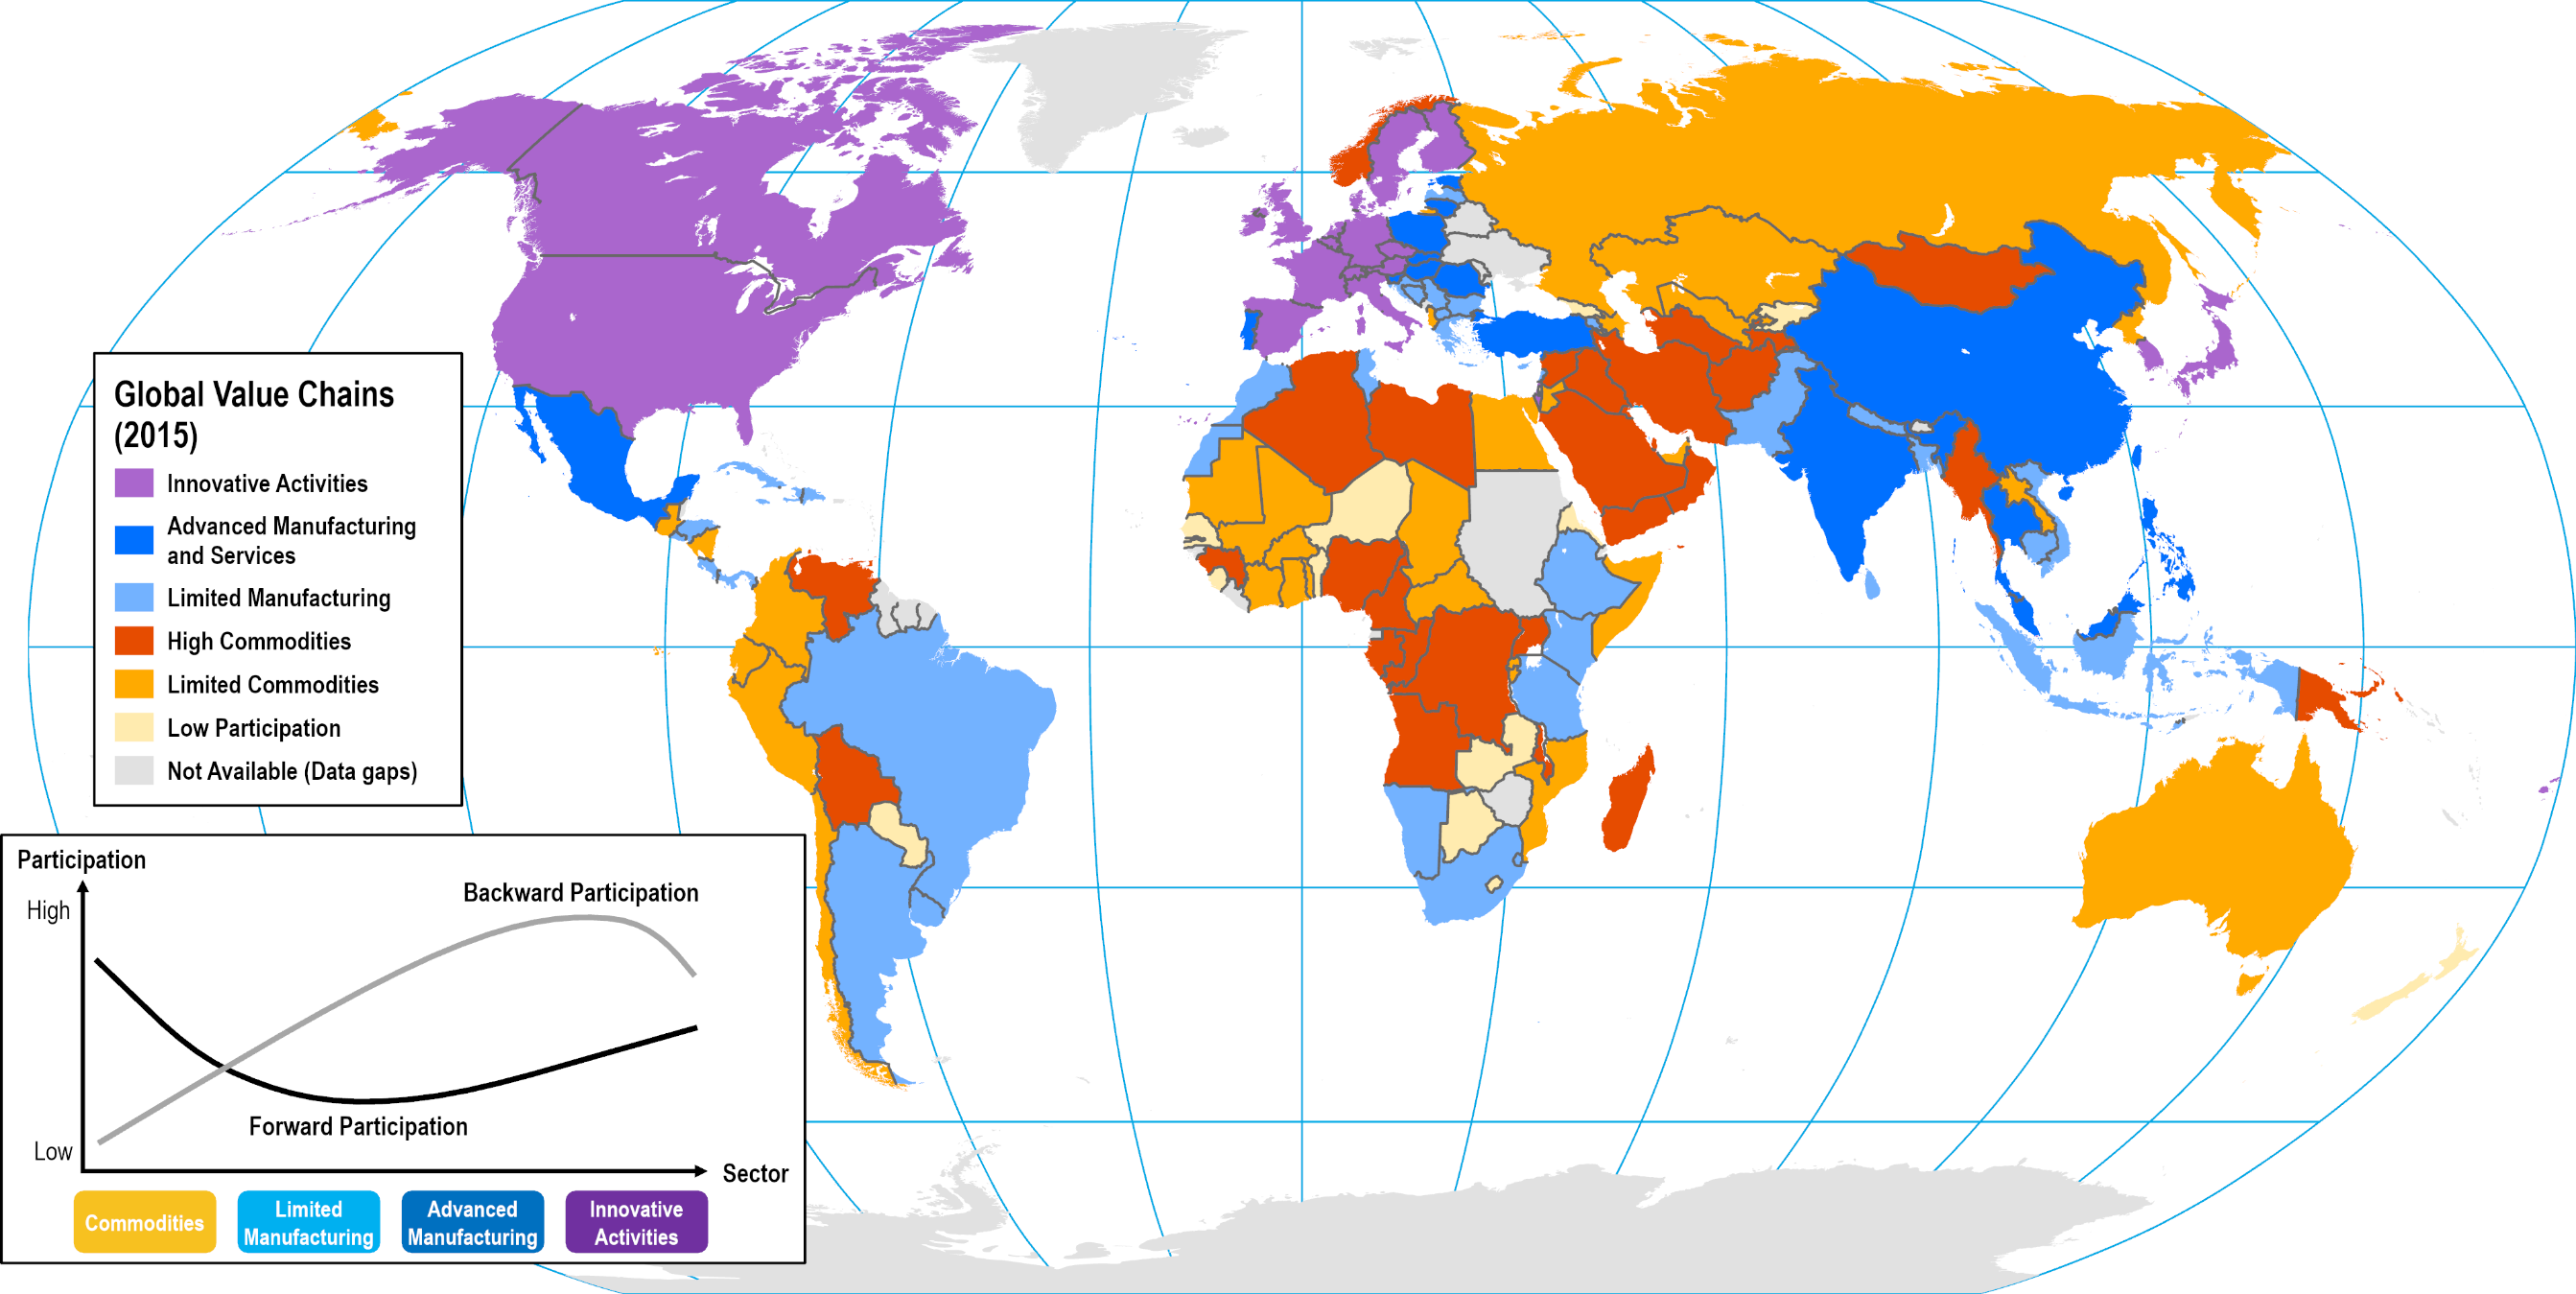 Global Value Chains
(2015)
Innovative Activities
Advanced Manufacturing
and Services
Limited Manufacturing
High Commodities
Limited Commodities
Low Participation
Not Available (Data gaps)
Participation
High
Backward Participation
Forward Participation
Low
Sector
Commodities
Limited
Manufacturing
Advanced
Manufacturing
Innovative
Activities